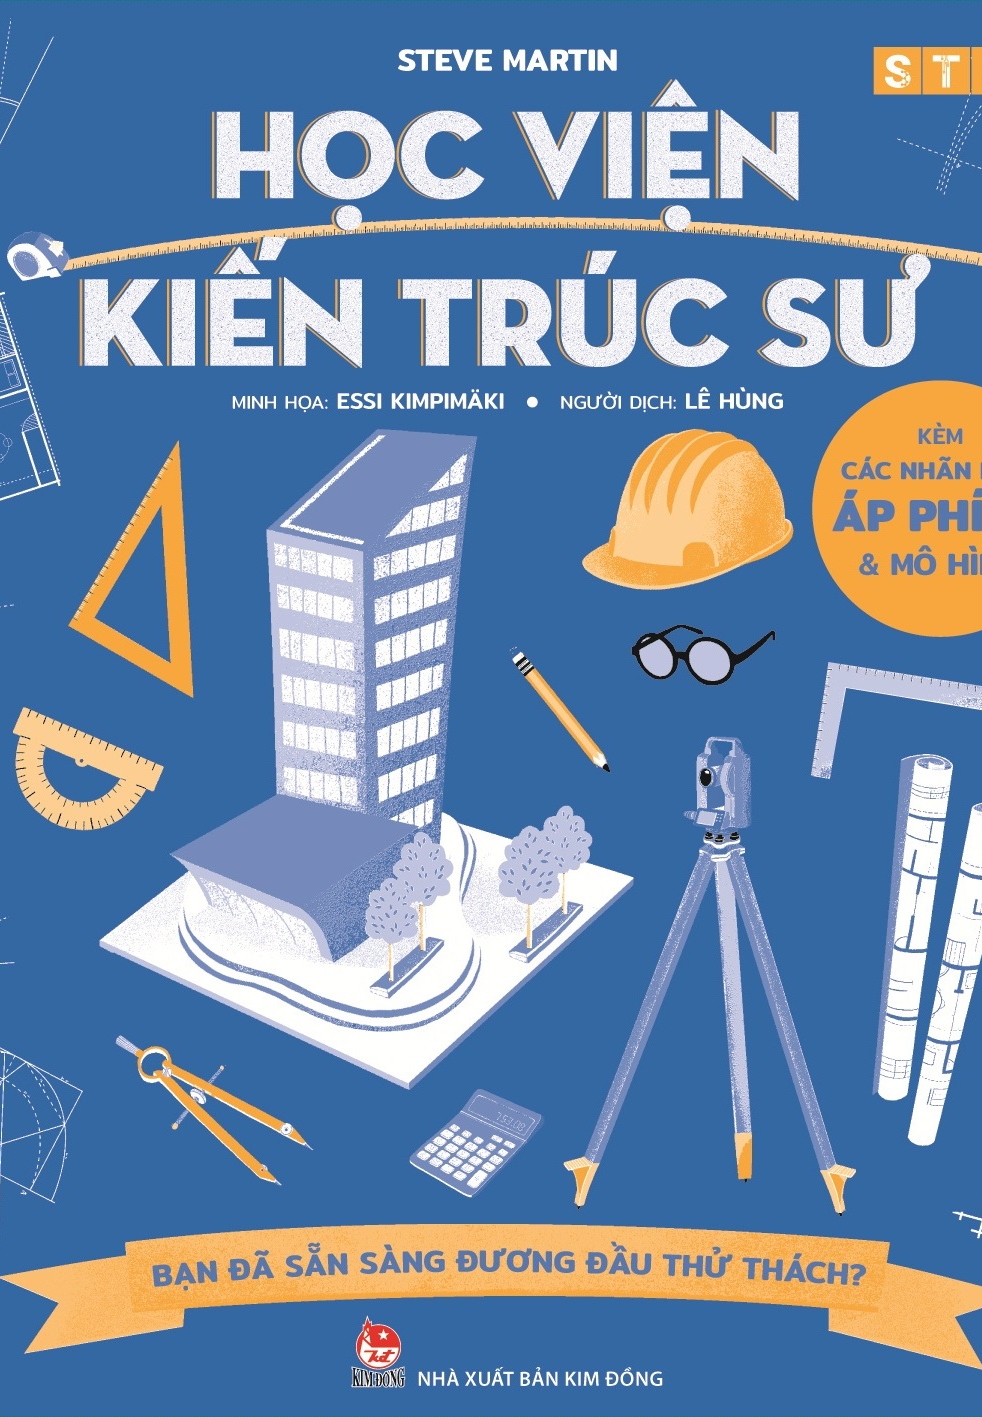 STEVE MARTIN
ST
HỌC VIỆN
KIẾN TRÚC SƯ
MINH HỌA: ESSI KIMPIMÄKI ● NGƯỜI DỊCH: LÊ HÙNG
KÈM
CÁC NHÃN
ÁP PHÍ
& MÔ HÌ
BẠN ĐÃ SẴN SÀNG ĐƯƠNG ĐẦU THỬ THÁCH?
KIM ĐỒNG
NHÀ XUẤT BẢN KIM ĐỒNG